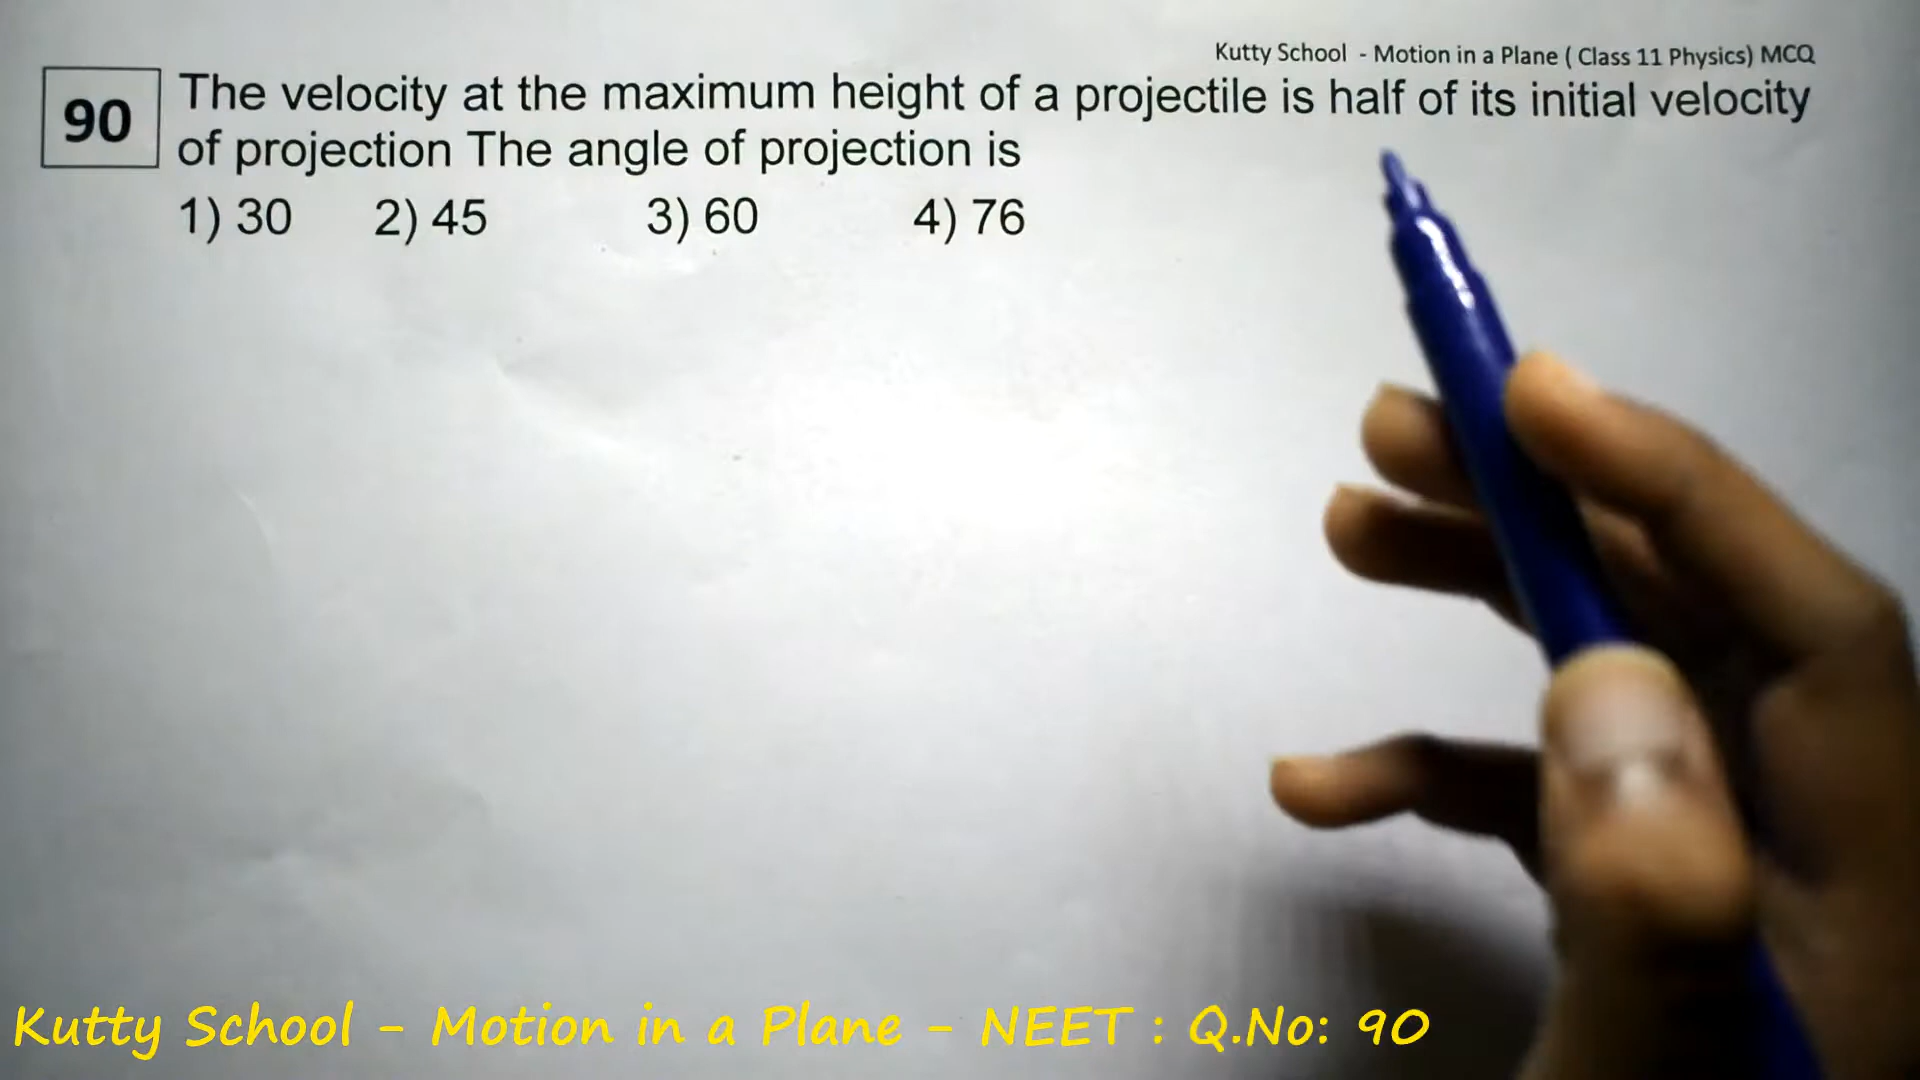 Kutty School - Motion in a Plane ( Class 11 Physics) MCQ
90 The velocity at the maximum height of a projectile is half of its initial velocity
of projection The angle of projection is
1) 30 2) 45 3) 60 4) 76
Kutty School - Motion in a Plane - NEET : Q.No: 90